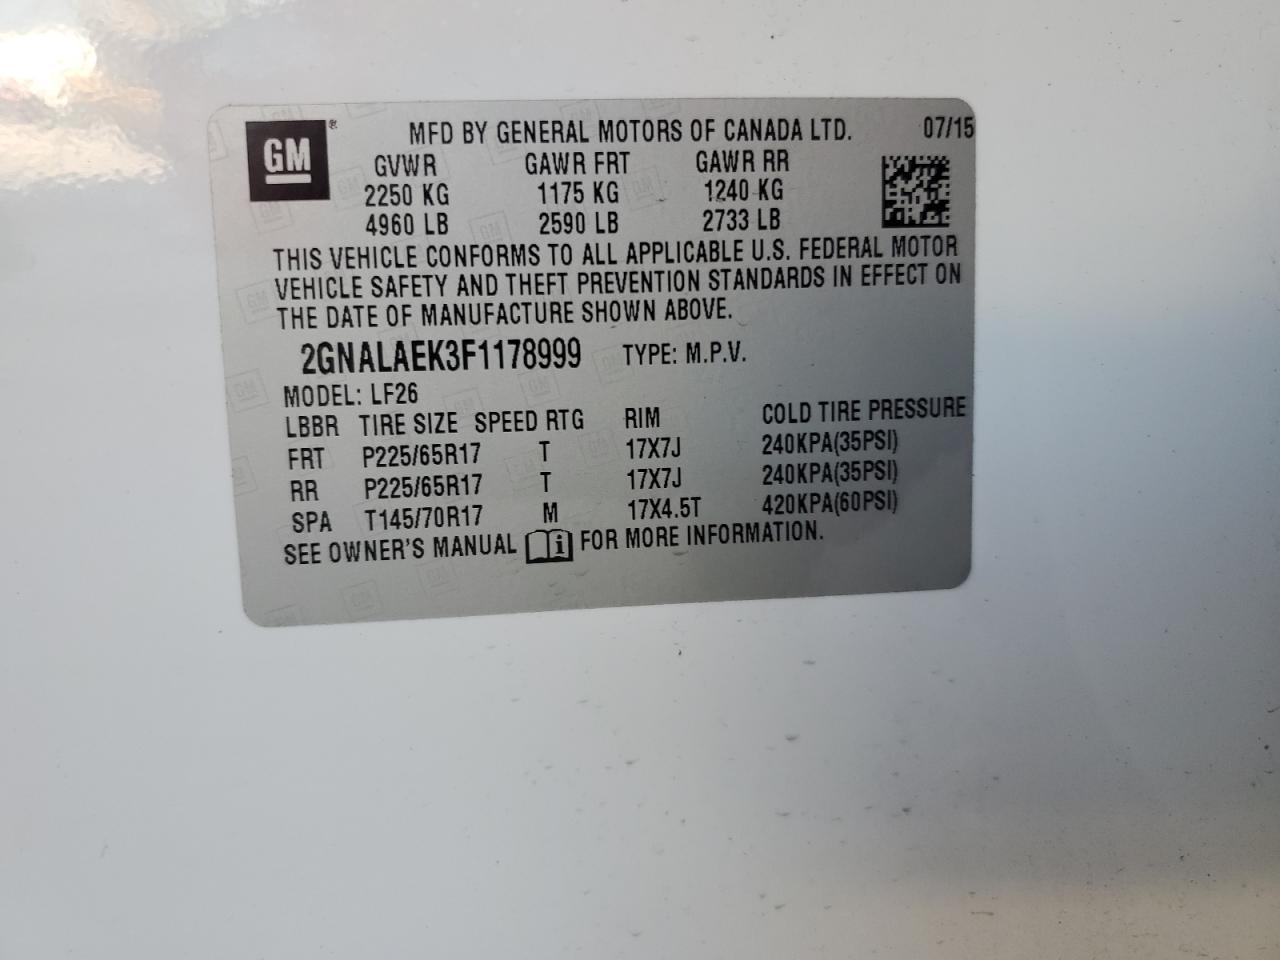 GM ® MFD BY GENERAL MOTORS OF CANADA LTD. 07/15
GVWR GAWR FRT GAWR RR
2250 KG 1175 KG 1240 KG
4960 LB 2590 LB 2733 LB
THIS VEHICLE CONFORMS TO ALL APPLICABLE U.S. FEDERAL MOTOR
VEHICLE SAFETY AND THEFT PREVENTION STANDARDS IN EFFECT ON
THE DATE OF MANUFACTURE SHOWN ABOVE.
2GNALAEK3F1178999 TYPE: M.P.V.
MODEL: LF26
LBBR TIRE SIZE SPEED RTG RIM COLD TIRE PRESSURE
FRT P225/65R17 T 17X7J 240KPA(35PSI)
RR P225/65R17 T 17X7J 240KPA(35PSI)
SPA T145/70R17 M 17X4.5T 420KPA(60PSI)
SEE OWNER'S MANUAL i FOR MORE INFORMATION.